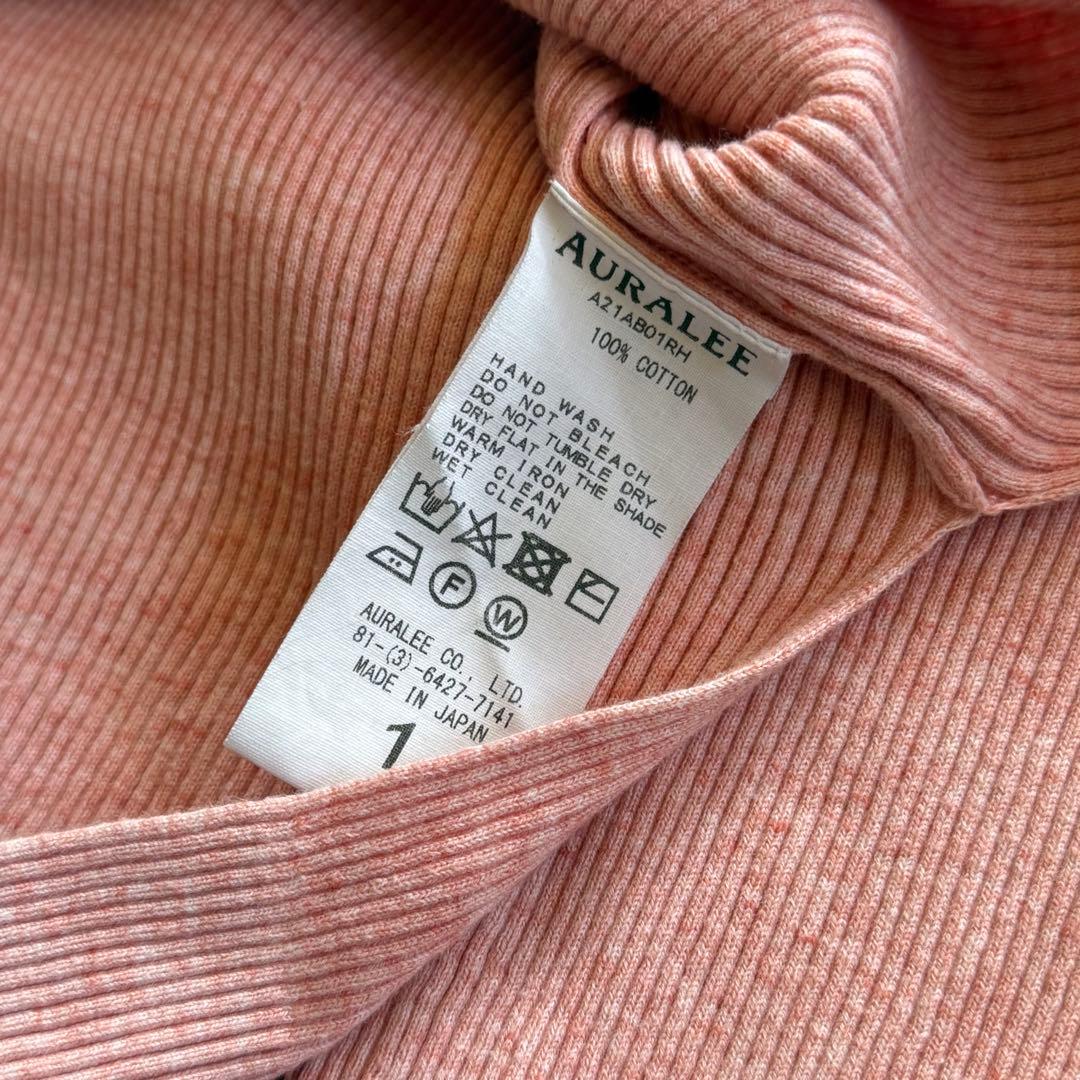 AURALEE
A21AB01RH
100% COTTON
HAND WASH
DO NOT BLEACH
DO NOT TUMBLE DRY
DRY FLAT IN THE SHADE
WARM IRON
DRY CLEAN
WET CLEAN
F
W
AURALEE CO., LTD.
81-(3)-6427-7141
MADE IN JAPAN
1